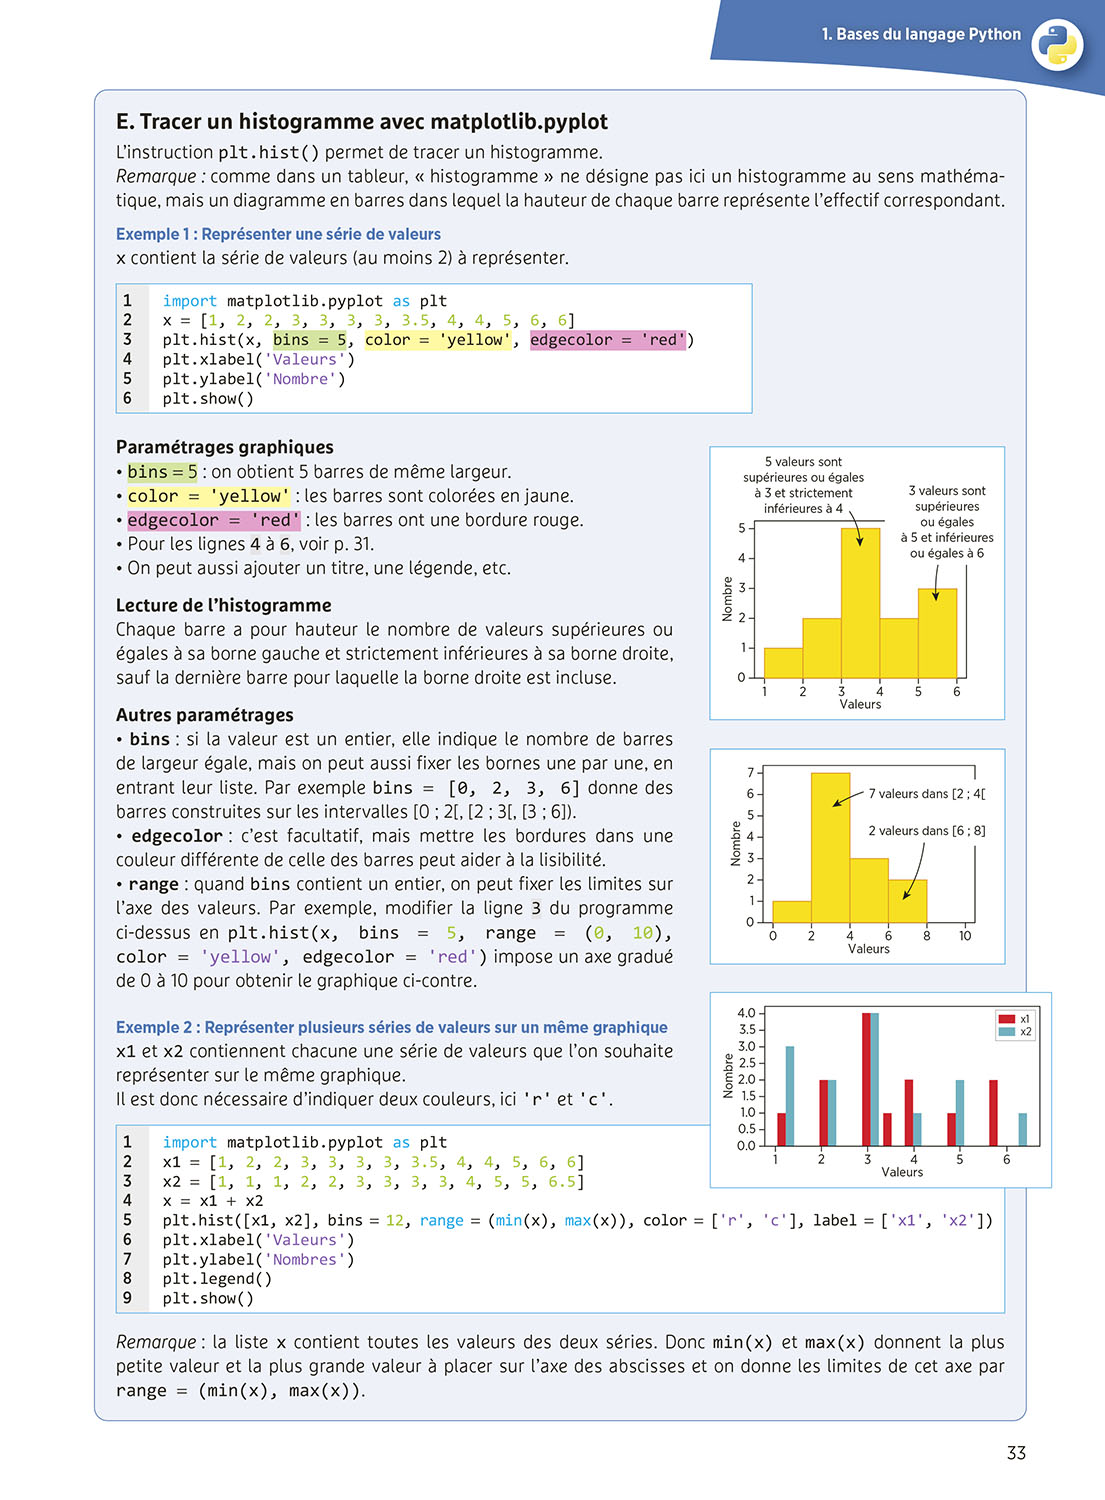 1. Bases du langage Python
E. Tracer un histogramme avec matplotlib.pyplot
L'instruction plt.hist() permet de tracer un histogramme.
Remarque : comme dans un tableur, « histogramme » ne désigne pas ici un histogramme au sens mathéma-
tique, mais un diagramme en barres dans lequel la hauteur de chaque barre représente l'effectif correspondant.
Exemple 1 : Représenter une série de valeurs
x contient la série de valeurs (au moins 2) à représenter.
1 import matplotlib.pyplot as plt
2 x = [1, 2, 2, 3, 3, 3, 3, 3.5, 4, 4, 5, 6, 6]
3 plt.hist(x, bins = 5, color = 'yellow', edgecolor = 'red')
4 plt.xlabel('Valeurs')
5 plt.ylabel('Nombre')
6 plt.show()
Paramétrages graphiques
• bins = 5 : on obtient 5 barres de même largeur.
• color = 'yellow' : les barres sont colorées en jaune.
• edgecolor = 'red' : les barres ont une bordure rouge.
• Pour les lignes 4 à 6, voir p. 31.
• On peut aussi ajouter un titre, une légende, etc.
Lecture de l'histogramme
Chaque barre a pour hauteur le nombre de valeurs supérieures ou
égales à sa borne gauche et strictement inférieures à sa borne droite,
sauf la dernière barre pour laquelle la borne droite est incluse.
Autres paramétrages
• bins : si la valeur est un entier, elle indique le nombre de barres
de largeur égale, mais on peut aussi fixer les bornes une par une, en
entrant leur liste. Par exemple bins = [0, 2, 3, 6] donne des
barres construites sur les intervalles [0 ; 2[, [2 ; 3[, [3 ; 6]).
• edgecolor : c'est facultatif, mais mettre les bordures dans une
couleur différente de celle des barres peut aider à la lisibilité.
• range : quand bins contient un entier, on peut fixer les limites sur
l'axe des valeurs. Par exemple, modifier la ligne 3 du programme
ci-dessus en plt.hist(x, bins = 5, range = (0, 10),
color = 'yellow', edgecolor = 'red') impose un axe gradué
de 0 à 10 pour obtenir le graphique ci-contre.
5 valeurs sont
supérieures ou égales
à 3 et strictement
inférieures à 4
3 valeurs sont
supérieures
ou égales
à 5 et inférieures
ou égales à 6
Nombre
5
4
3
2
1
0
1 2 3 4 5 6
Valeurs
Nombre
7
6
5
4
3
2
1
0
7 valeurs dans [2 ; 4[
2 valeurs dans [6 ; 8]
0 2 4 6 8 10
Valeurs
Exemple 2 : Représenter plusieurs séries de valeurs sur un même graphique
x1 et x2 contiennent chacune une série de valeurs que l'on souhaite
représenter sur le même graphique.
Il est donc nécessaire d'indiquer deux couleurs, ici 'r' et 'c'.
Nombre
4.0
3.5
3.0
2.5
2.0
1.5
1.0
0.5
0.0
x1
x2
1 2 3 4 5 6
Valeurs
1 import matplotlib.pyplot as plt
2 x1 = [1, 2, 2, 3, 3, 3, 3, 3.5, 4, 4, 5, 6, 6]
3 x2 = [1, 1, 1, 2, 2, 3, 3, 3, 3, 4, 5, 5, 6.5]
4 x = x1 + x2
5 plt.hist([x1, x2], bins = 12, range = (min(x), max(x)), color = ['r', 'c'], label = ['x1', 'x2'])
6 plt.xlabel('Valeurs')
7 plt.ylabel('Nombres')
8 plt.legend()
9 plt.show()
Remarque : la liste x contient toutes les valeurs des deux séries. Donc min(x) et max(x) donnent la plus
petite valeur et la plus grande valeur à placer sur l'axe des abscisses et on donne les limites de cet axe par
range = (min(x), max(x)).
33